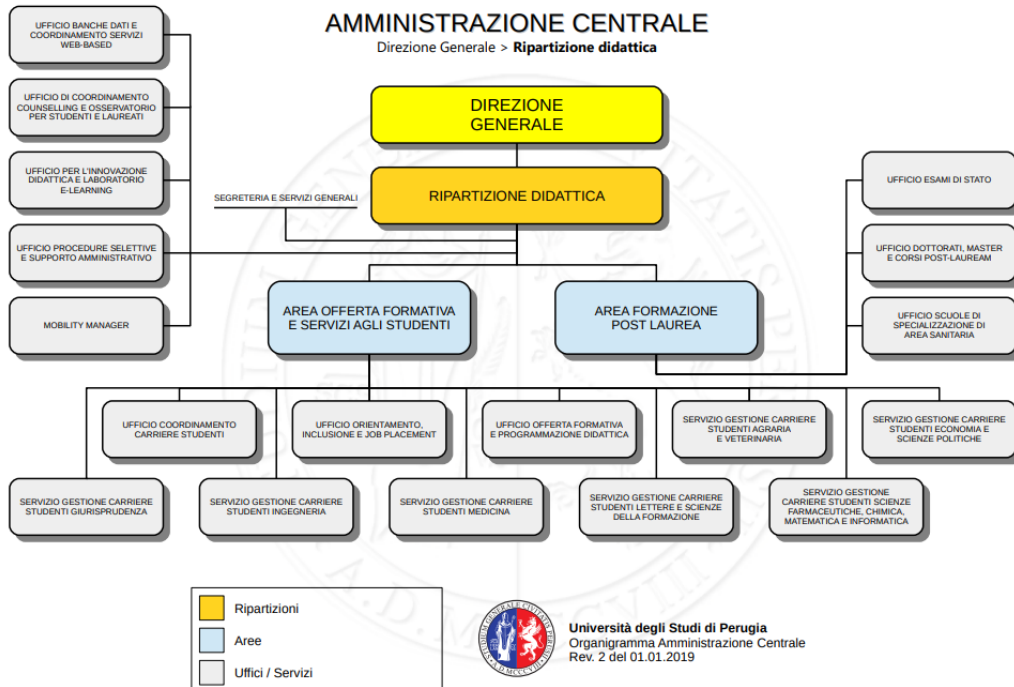 AMMINISTRAZIONE CENTRALE
Direzione Generale > Ripartizione didattica
UFFICIO BANCHE DATI E
COORDINAMENTO SERVIZI
WEB-BASED
UFFICIO DI COORDINAMENTO
COUNSELLING E OSSERVATORIO
PER STUDENTI E LAUREATI
UFFICIO PER L'INNOVAZIONE
DIDATTICA E LABORATORIO
E-LEARNING
UFFICIO PROCEDURE SELETTIVE
E SUPPORTO AMMINISTRATIVO
MOBILITY MANAGER
DIREZIONE
GENERALE
RIPARTIZIONE DIDATTICA
SEGRETERIA E SERVIZI GENERALI
AREA OFFERTA FORMATIVA
E SERVIZI AGLI STUDENTI
AREA FORMAZIONE
POST LAUREA
UFFICIO ESAMI DI STATO
UFFICIO DOTTORATI, MASTER
E CORSI POST-LAUREAM
UFFICIO SCUOLE DI
SPECIALIZZAZIONE DI
AREA SANITARIA
UFFICIO COORDINAMENTO
CARRIERE STUDENTI
UFFICIO ORIENTAMENTO,
INCLUSIONE E JOB PLACEMENT
UFFICIO OFFERTA FORMATIVA
E PROGRAMMAZIONE DIDATTICA
SERVIZIO GESTIONE CARRIERE
STUDENTI AGRARIA
E VETERINARIA
SERVIZIO GESTIONE CARRIERE
STUDENTI ECONOMIA E
SCIENZE POLITICHE
SERVIZIO GESTIONE CARRIERE
STUDENTI GIURISPRUDENZA
SERVIZIO GESTIONE CARRIERE
STUDENTI INGEGNERIA
SERVIZIO GESTIONE CARRIERE
STUDENTI MEDICINA
SERVIZIO GESTIONE CARRIERE
STUDENTI LETTERE E SCIENZE
DELLA FORMAZIONE
SERVIZIO GESTIONE
CARRIERE STUDENTI SCIENZE
FARMACEUTICHE, CHIMICA,
MATEMATICA E INFORMATICA
Ripartizioni
Aree
Uffici / Servizi
Università degli Studi di Perugia
Organigramma Amministrazione Centrale
Rev. 2 del 01.01.2019